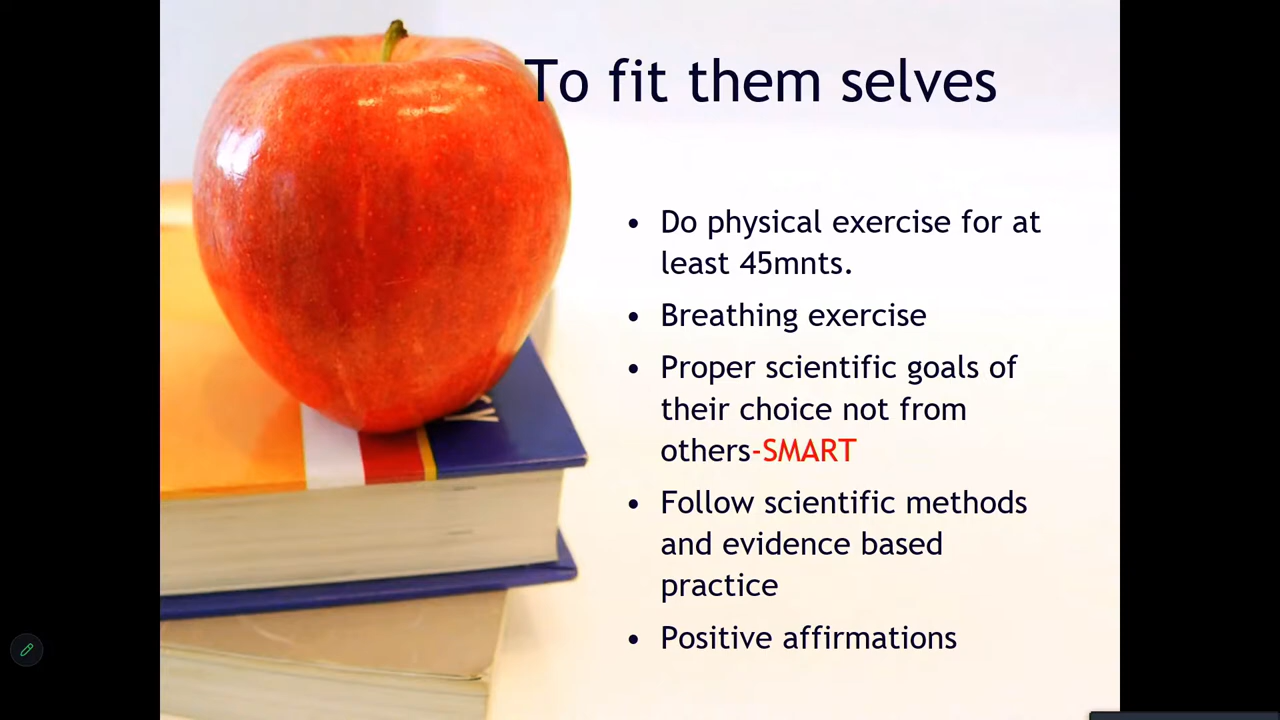 To fit them selves
• Do physical exercise for at
least 45mnts.
• Breathing exercise
• Proper scientific goals of
their choice not from
others-SMART
• Follow scientific methods
and evidence based
practice
• Positive affirmations